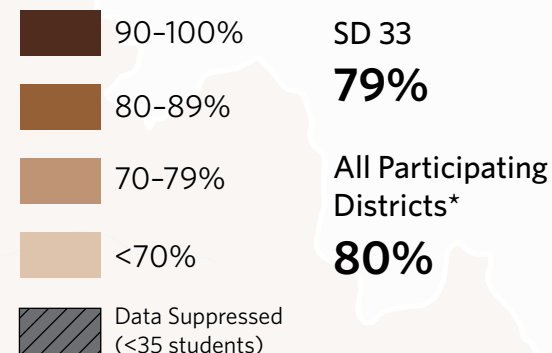 90–100%
80–89%
70–79%
<70%
Data Suppressed
(<35 students)
SD 33
79%
All Participating
Districts*
80%